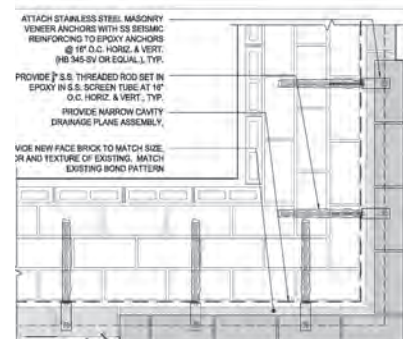 ATTACH STAINLESS STEEL MASONRY
VENEER ANCHORS WITH SS SEISMIC
REINFORCING TO EPOXY ANCHORS
@ 16" O.C. HORIZ. & VERT.
(HB 345-SV OR EQUAL), TYP.
PROVIDE S.S. THREADED ROD SET IN
EPOXY IN S.S. SCREEN TUBE AT 16"
O.C. HORIZ. & VERT., TYP.
PROVIDE NARROW CAVITY
DRAINAGE PLANE ASSEMBLY,
VIDE NEW FACE BRICK TO MATCH SIZE,
OR AND TEXTURE OF EXISTING. MATCH
EXISTING BOND PATTERN